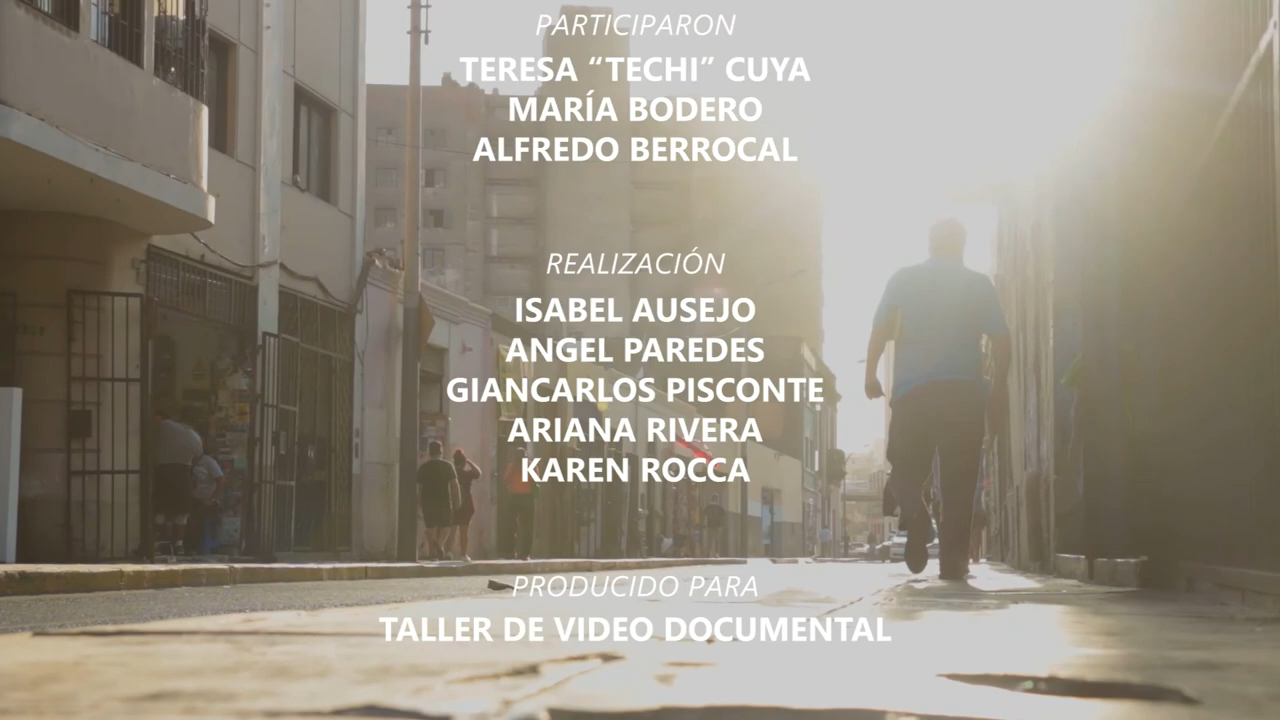 PARTICIPARON
TERESA “TECHI” CUYA
MARÍA BODERO
ALFREDO BERROCAL
REALIZACIÓN
ISABEL AUSEJO
ANGEL PAREDES
GIANCARLOS PISCONTE
ARIANA RIVERA
KAREN ROCCA
PRODUCIDO PARA
TALLER DE VIDEO DOCUMENTAL